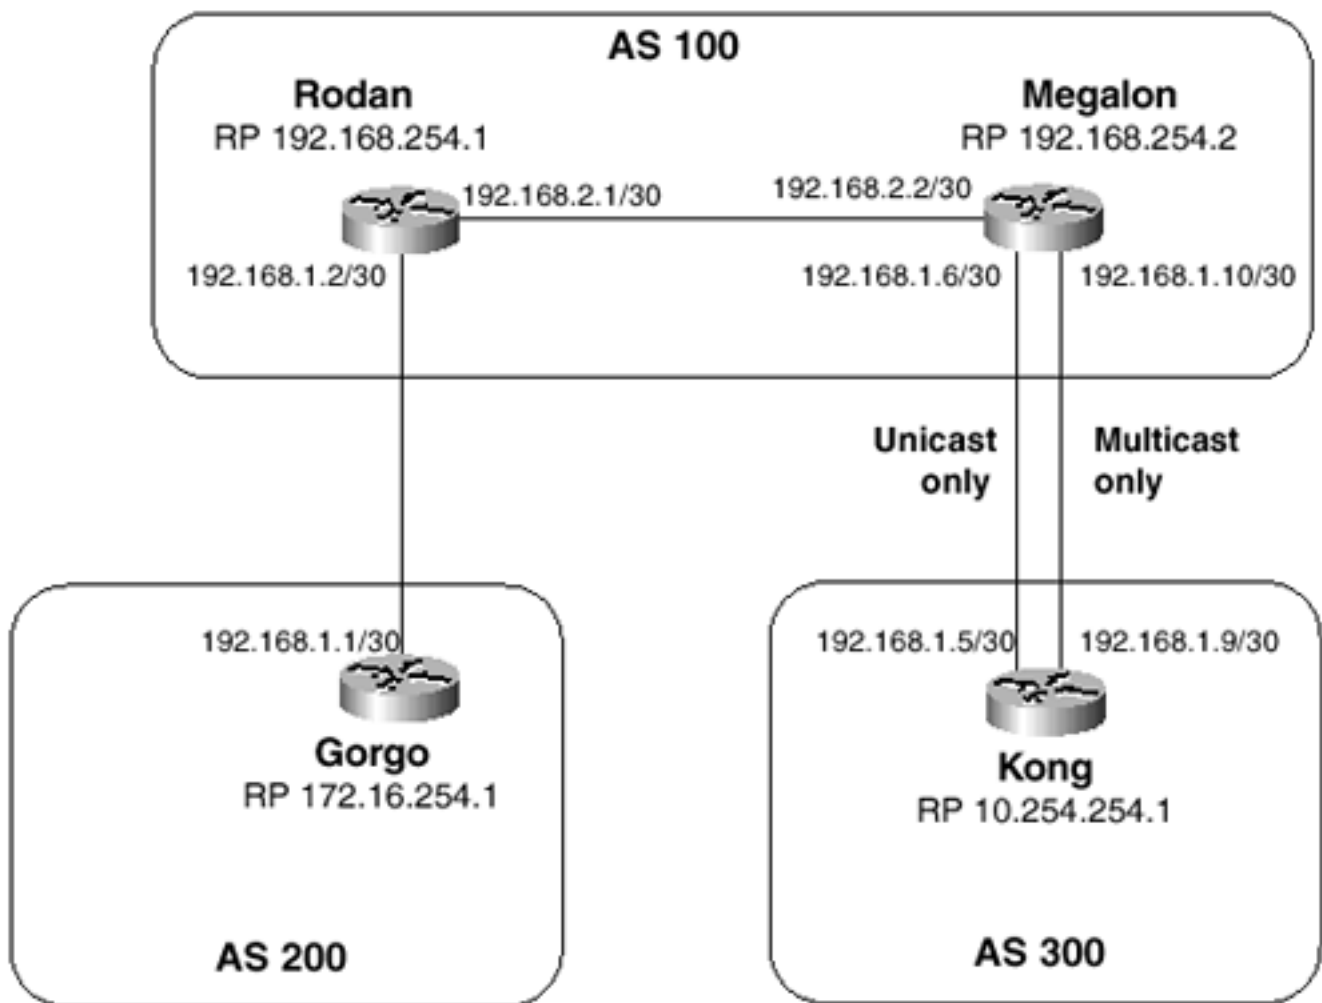 AS 100
Rodan
RP 192.168.254.1
Megalon
RP 192.168.254.2
192.168.2.1/30
192.168.2.2/30
192.168.1.2/30
192.168.1.6/30
192.168.1.10/30
Unicast
only
Multicast
only
192.168.1.1/30
Gorgo
RP 172.16.254.1
AS 200
192.168.1.5/30
192.168.1.9/30
Kong
RP 10.254.254.1
AS 300